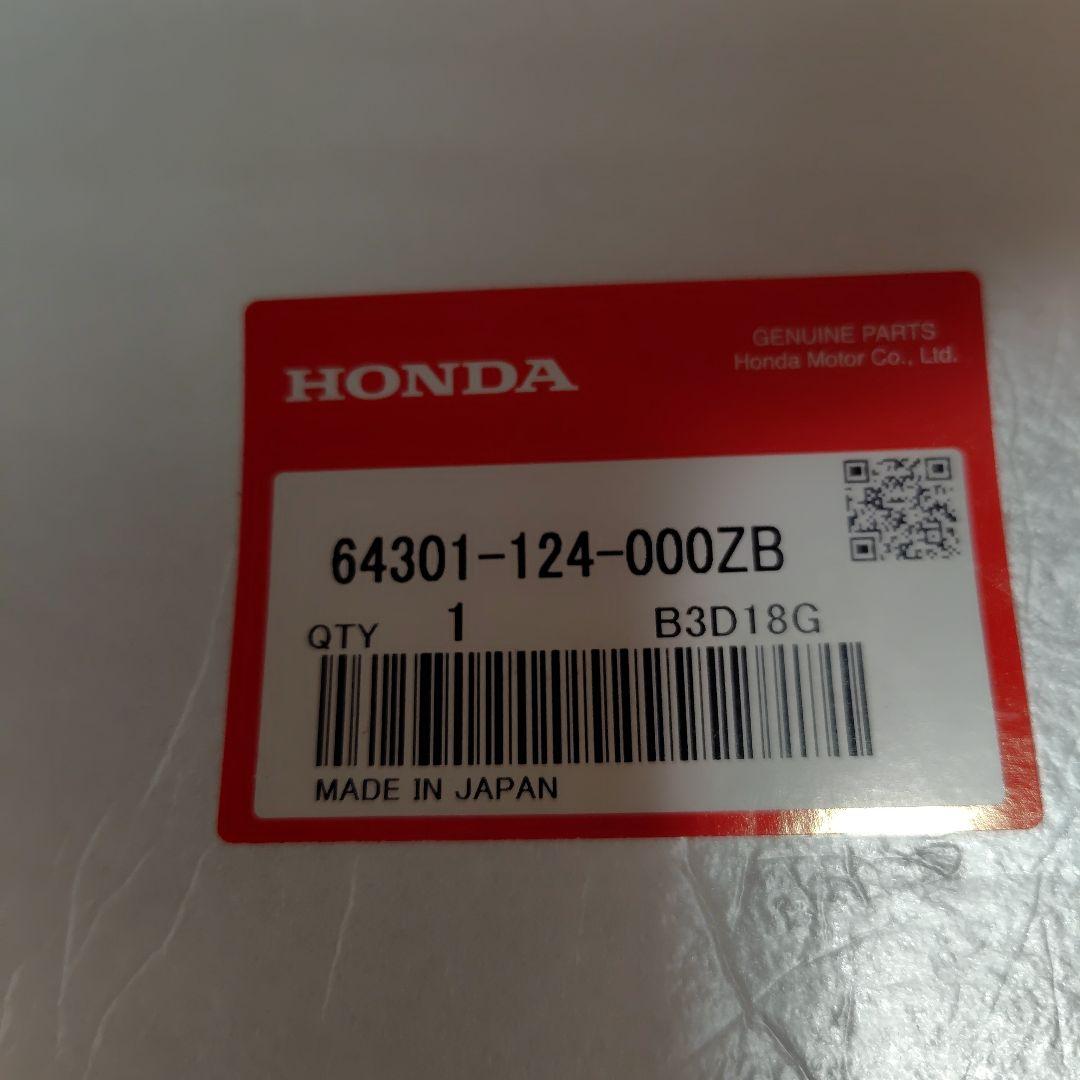 HONDA
GENUINE PARTS
Honda Motor Co., Ltd.
64301-124-000ZB
QTY 1 B3D18G
MADE IN JAPAN